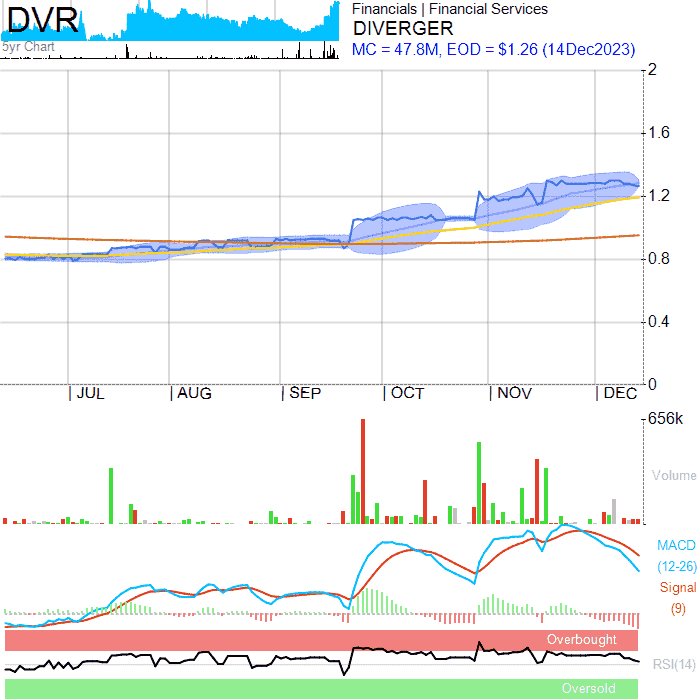 DVR
5yr Chart
Financials | Financial Services
DIVERGER
MC = 47.8M, EOD = $1.26 (14Dec2023)
2
1.6
1.2
0.8
0.4
0
| JUL | AUG | SEP | OCT | NOV | DEC
656k
Volume
MACD
(12-26)
Signal
(9)
Overbought
RSI(14)
Oversold